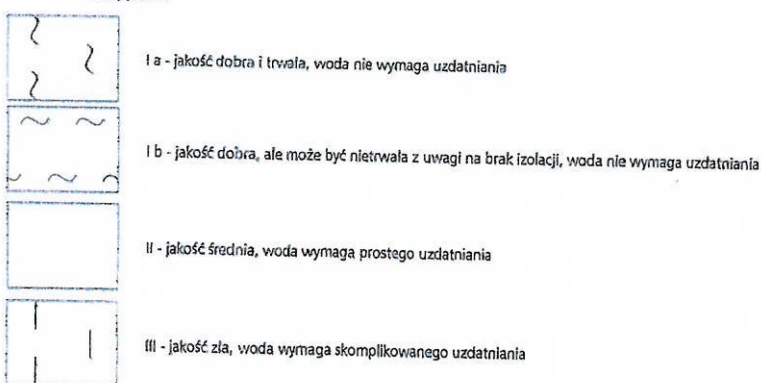 I a - jakość dobra i trwała, woda nie wymaga uzdatniania
I b - jakość dobra, ale może być nietrwała z uwagi na brak izolacji, woda nie wymaga uzdatniania
II - jakość średnia, woda wymaga prostego uzdatniania
III - jakość zła, woda wymaga skomplikowanego uzdatniania